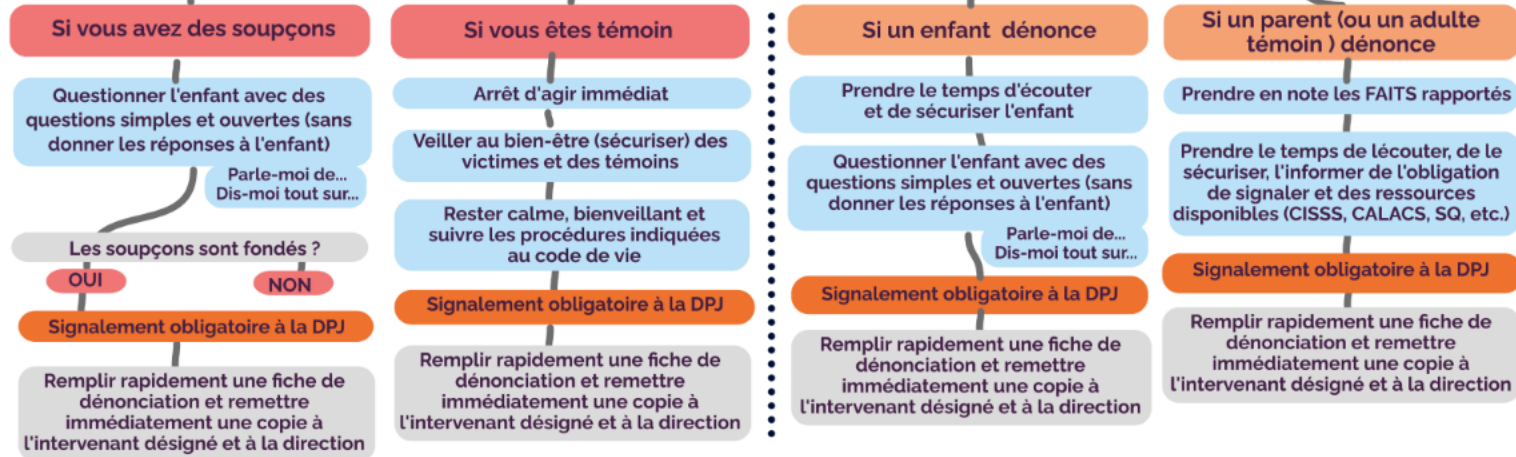 Si vous avez des soupçons
Questionner l'enfant avec des
questions simples et ouvertes (sans
donner les réponses à l'enfant)
Parle-moi de...
Dis-moi tout sur...
Les soupçons sont fondés ?
OUI
NON
Signalement obligatoire à la DPJ
Remplir rapidement une fiche de
dénonciation et remettre
immédiatement une copie à
l'intervenant désigné et à la direction
Si vous êtes témoin
Arrêt d'agir immédiat
Veiller au bien-être (sécuriser) des
victimes et des témoins
Rester calme, bienveillant et
suivre les procédures indiquées
au code de vie
Signalement obligatoire à la DPJ
Remplir rapidement une fiche de
dénonciation et remettre
immédiatement une copie à
l'intervenant désigné et à la direction
Si un enfant dénonce
Prendre le temps d'écouter
et de sécuriser l'enfant
Questionner l'enfant avec des
questions simples et ouvertes (sans
donner les réponses à l'enfant)
Parle-moi de...
Dis-moi tout sur...
Signalement obligatoire à la DPJ
Remplir rapidement une fiche de
dénonciation et remettre
immédiatement une copie à
l'intervenant désigné et à la direction
Si un parent (ou un adulte
témoin ) dénonce
Prendre en note les FAITS rapportés
Prendre le temps de lécouter, de le
sécuriser, l'informer de l'obligation
de signaler et des ressources
disponibles (CISSS, CALACS, SQ, etc.)
Signalement obligatoire à la DPJ
Remplir rapidement une fiche de
dénonciation et remettre
immédiatement une copie à
l'intervenant désigné et à la direction